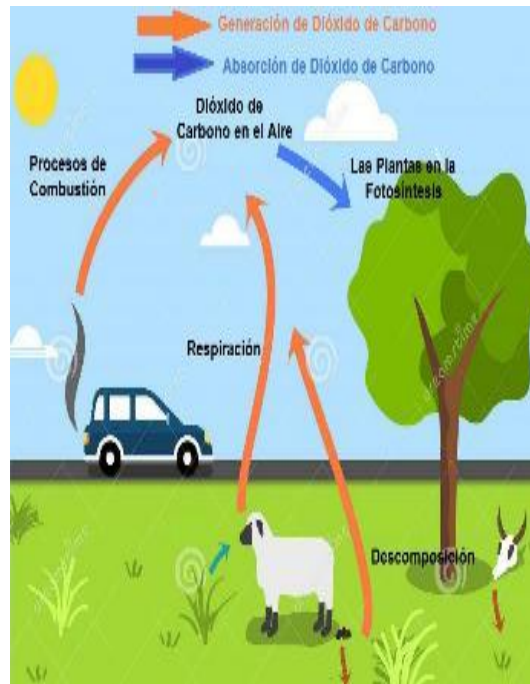 Generación de Dióxido de Carbono
Absorción de Dióxido de Carbono
Dióxido de
Carbono en el Aire
Procesos de
Combustión
Las Plantas en la
Fotosíntesis
Respiración
Descomposición
dreamstime